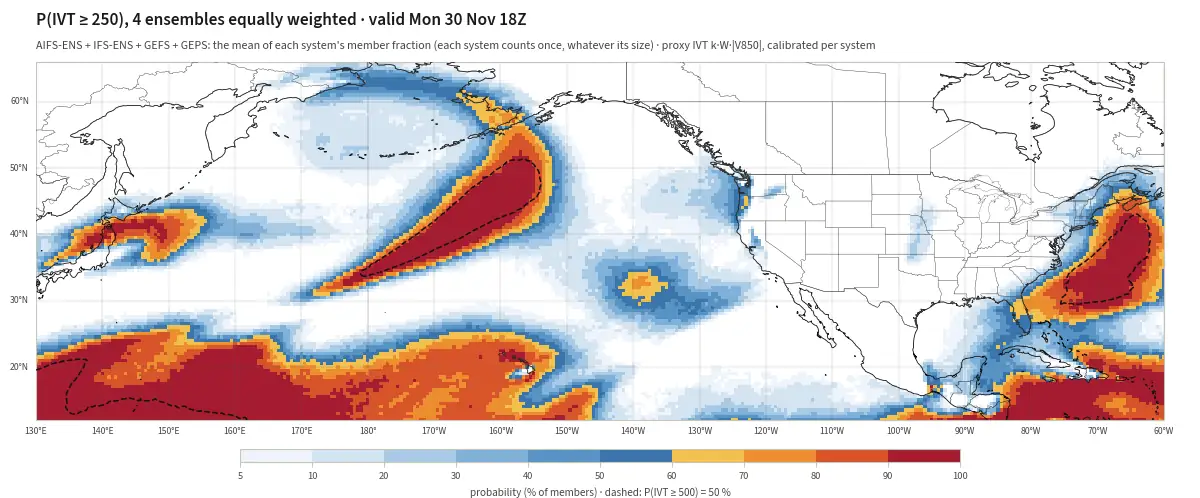 P(IVT ≥ 250), 4 ensembles equally weighted · valid Mon 30 Nov 18Z
AIFS-ENS + IFS-ENS + GEFS + GEPS: the mean of each system's member fraction (each system counts once, whatever its size) · proxy IVT k·W·|V850|, calibrated per system
60°N
50°N
40°N
30°N
20°N
130°E 140°E 150°E 160°E 170°E 180° 170°W 160°W 150°W 140°W 130°W 120°W 110°W 100°W 90°W 80°W 70°W 60°W
5 10 20 30 40 50 60 70 80 90 100
probability (% of members) · dashed: P(IVT ≥ 500) = 50 %